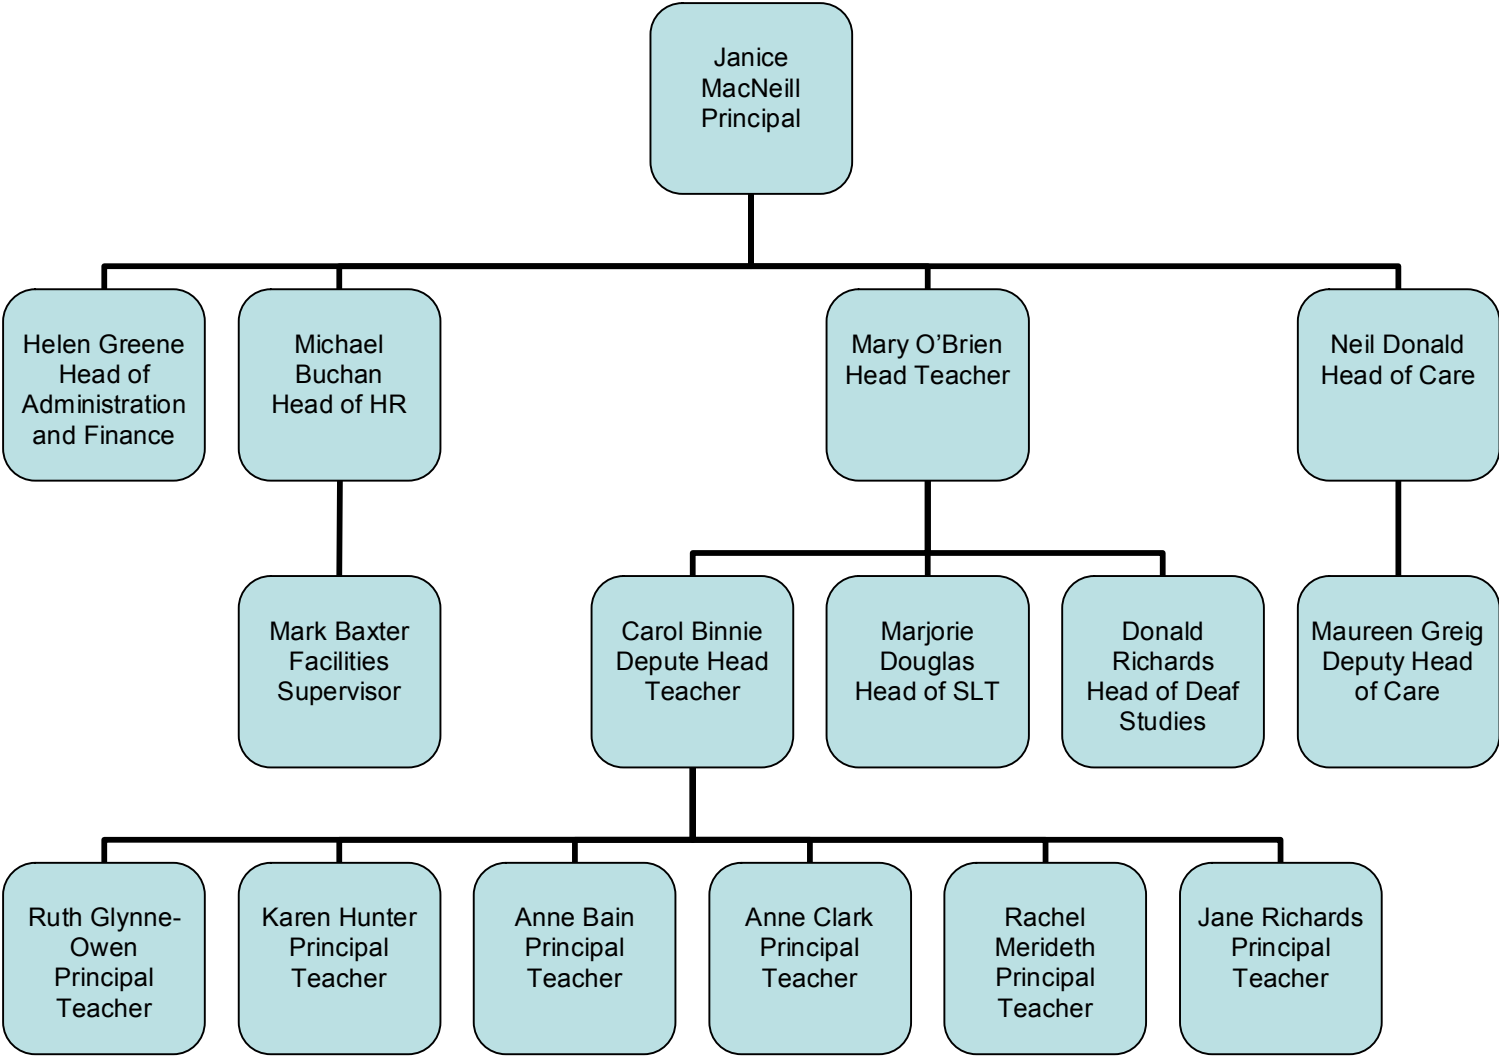 Janice
MacNeill
Principal
Helen Greene
Head of
Administration
and Finance
Michael
Buchan
Head of HR
Mary O’Brien
Head Teacher
Neil Donald
Head of Care
Mark Baxter
Facilities
Supervisor
Carol Binnie
Depute Head
Teacher
Marjorie
Douglas
Head of SLT
Donald
Richards
Head of Deaf
Studies
Maureen Greig
Deputy Head
of Care
Ruth Glynne-
Owen
Principal
Teacher
Karen Hunter
Principal
Teacher
Anne Bain
Principal
Teacher
Anne Clark
Principal
Teacher
Rachel
Merideth
Principal
Teacher
Jane Richards
Principal
Teacher